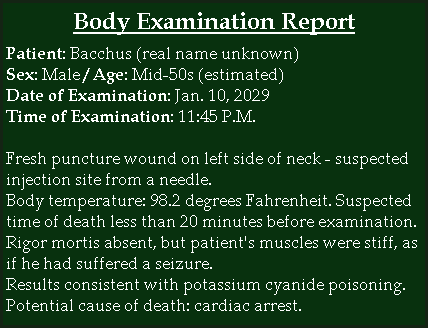 Body Examination Report
Patient: Bacchus (real name unknown)
Sex: Male / Age: Mid-50s (estimated)
Date of Examination: Jan. 10, 2029
Time of Examination: 11:45 P.M.
Fresh puncture wound on left side of neck - suspected
injection site from a needle.
Body temperature: 98.2 degrees Fahrenheit. Suspected
time of death less than 20 minutes before examination.
Rigor mortis absent, but patient's muscles were stiff, as
if he had suffered a seizure.
Results consistent with potassium cyanide poisoning.
Potential cause of death: cardiac arrest.